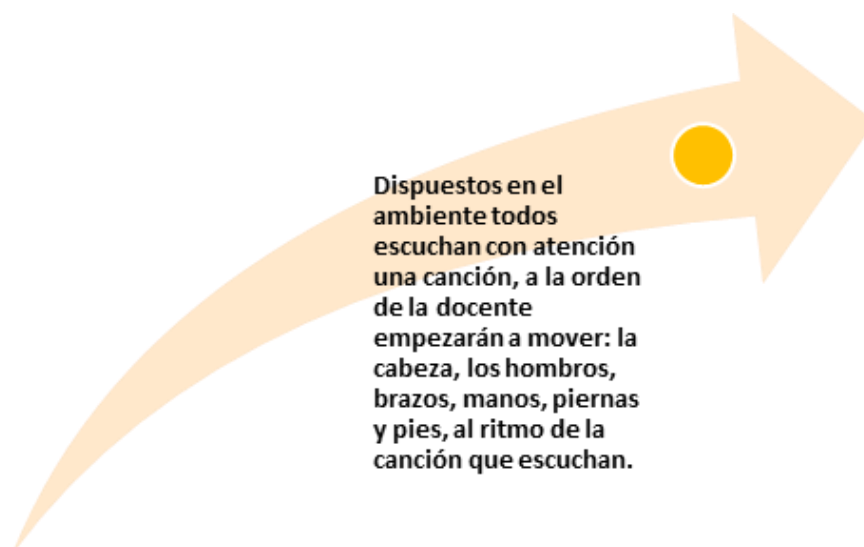 Dispuestos en el
ambiente todos
escuchan con atención
una canción, a la orden
de la docente
empezarán a mover: la
cabeza, los hombros,
brazos, manos, piernas
y pies, al ritmo de la
canción que escuchan.